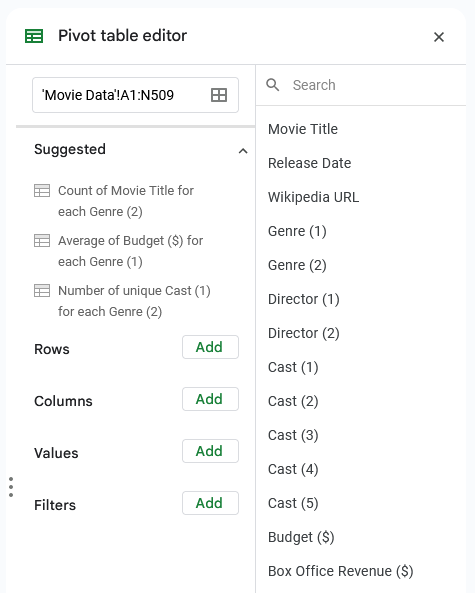 Pivot table editor
'Movie Data'!A1:N509
Suggested
Count of Movie Title for
each Genre (2)
Average of Budget ($) for
each Genre (1)
Number of unique Cast (1)
for each Genre (2)
Rows
Add
Columns
Add
Values
Add
Filters
Add
Search
Movie Title
Release Date
Wikipedia URL
Genre (1)
Genre (2)
Director (1)
Director (2)
Cast (1)
Cast (2)
Cast (3)
Cast (4)
Cast (5)
Budget ($)
Box Office Revenue ($)